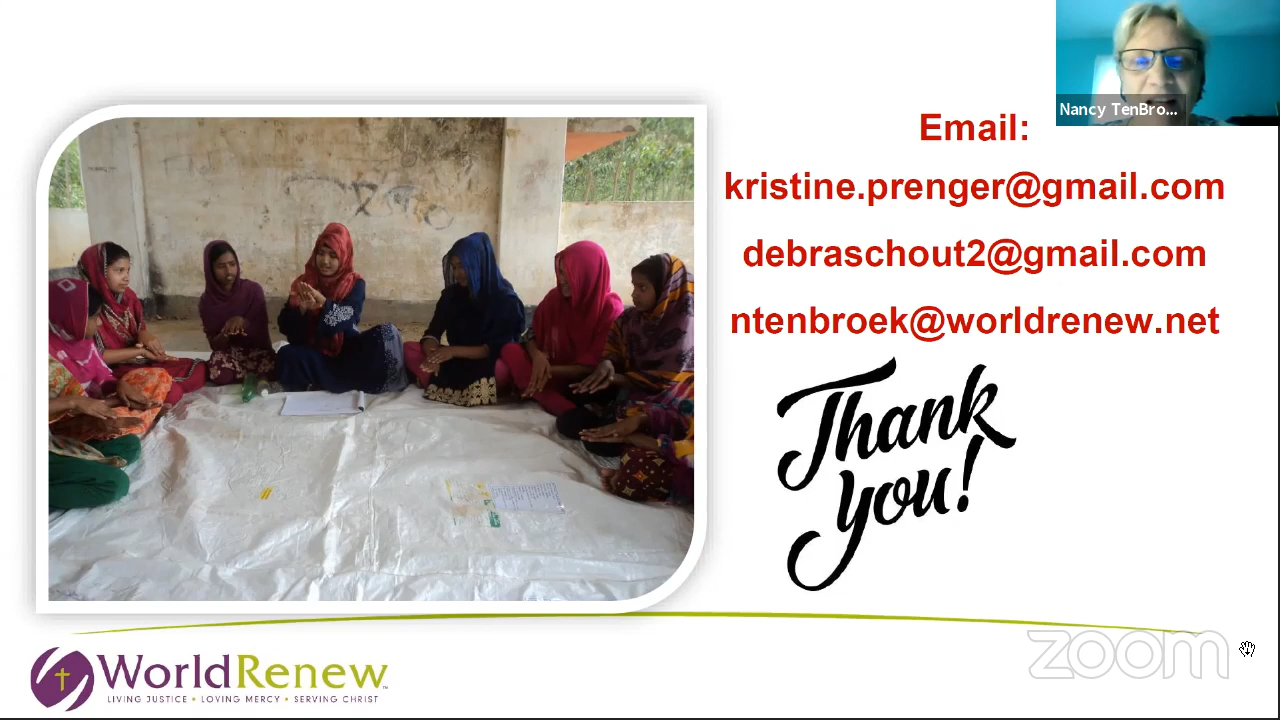 Nancy TenBro...
Email:
kristine.prenger@gmail.com
debraschout2@gmail.com
ntenbroek@worldrenew.net
Thank
you!
WorldRenew™
LIVING JUSTICE • LOVING MERCY • SERVING CHRIST
zoom